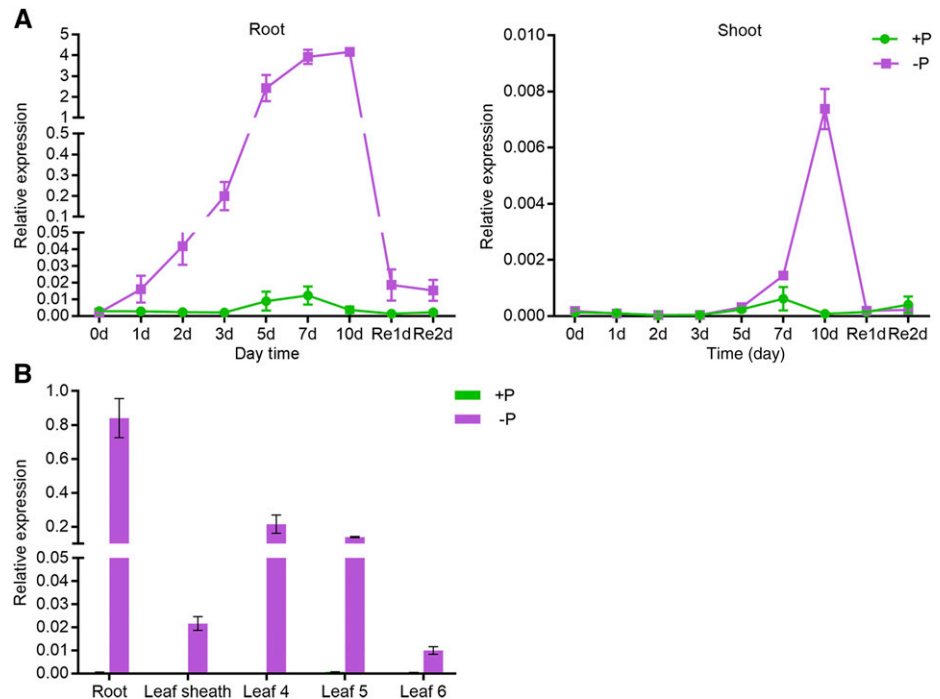 A
Root
Relative expression
5
4
3
2
1
0.5
0.2
0.1
0.05
0.04
0.03
0.02
0.01
0.00
0d 1d 2d 3d 5d 7d 10d Re1d Re2d
Day time
Shoot
Relative expression
0.010
0.008
0.006
0.004
0.002
0.000
0d 1d 2d 3d 5d 7d 10d Re1d Re2d
Time (day)
+P
-P
B
Relative expression
1.0
0.8
0.6
0.4
0.2
0.05
0.04
0.03
0.02
0.01
0.00
Root Leaf sheath Leaf 4 Leaf 5 Leaf 6
+P
-P